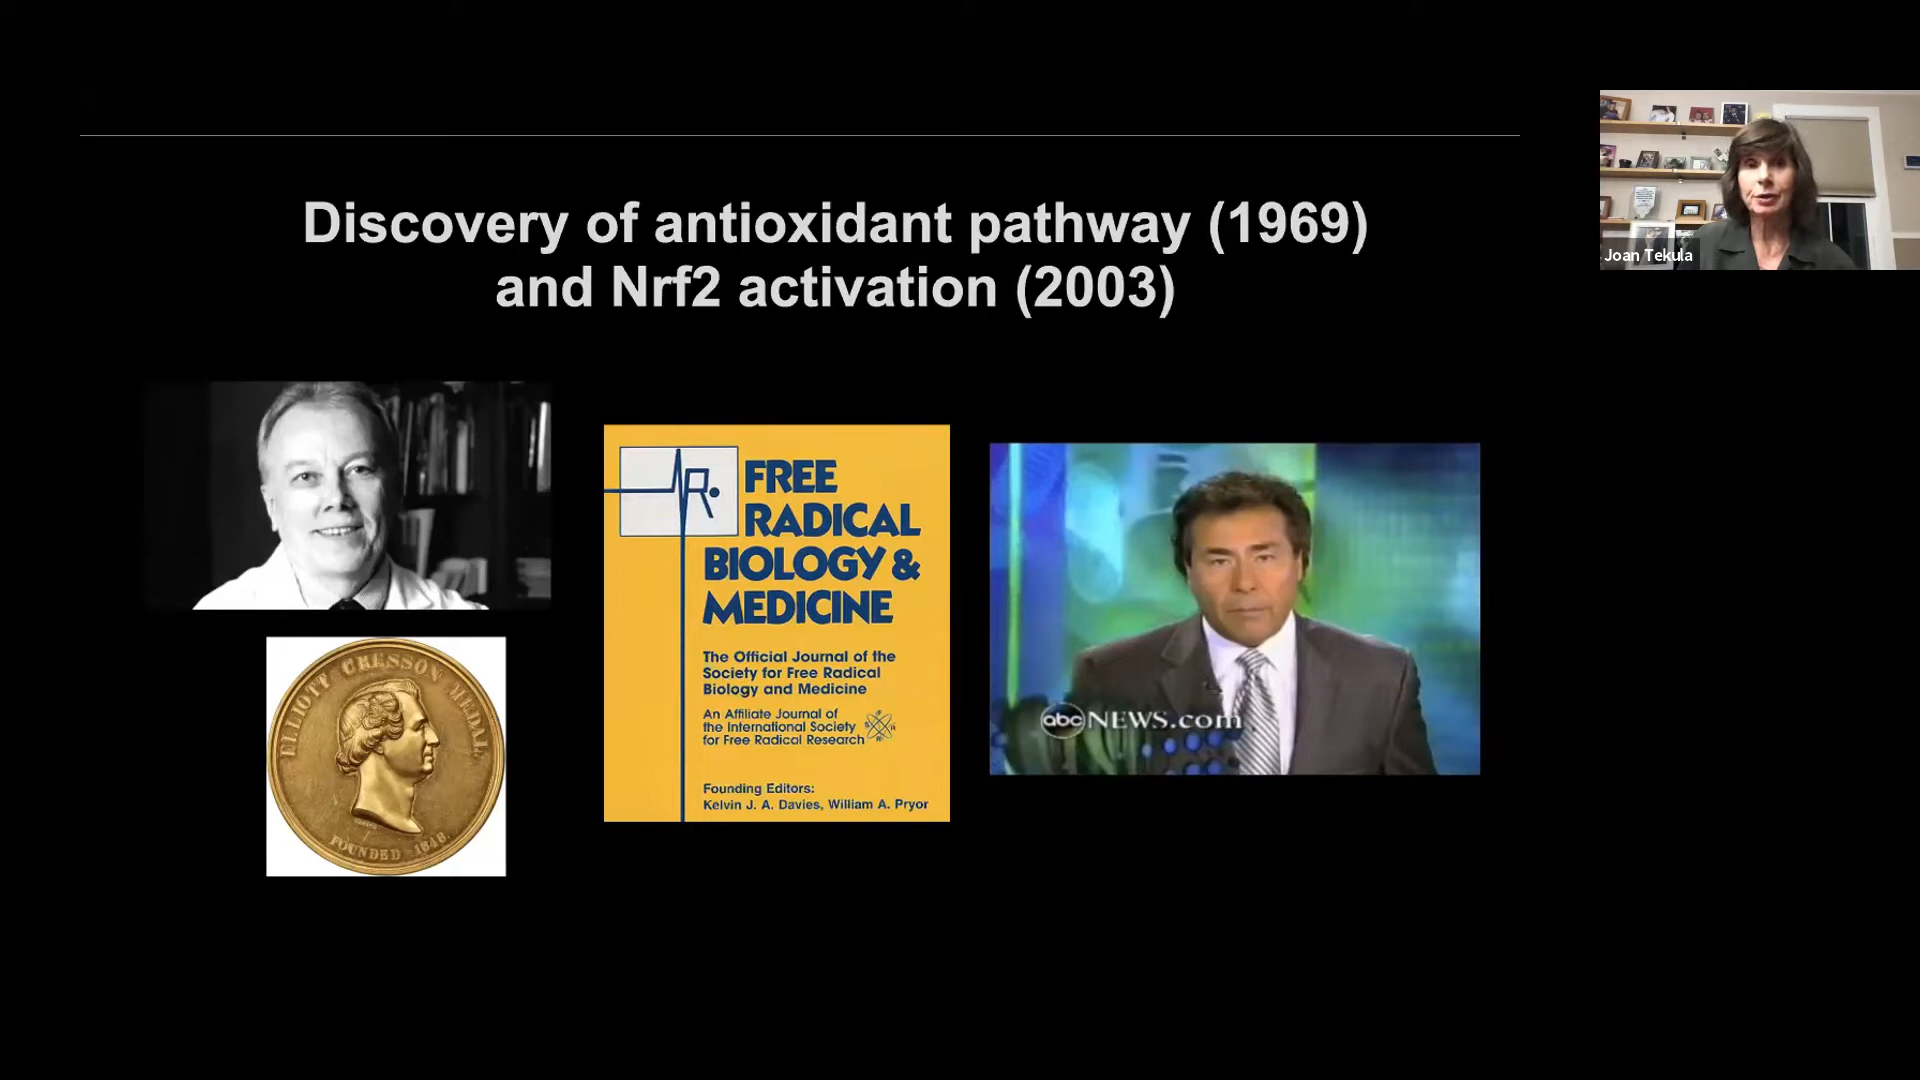 Discovery of antioxidant pathway (1969)
and Nrf2 activation (2003)
Joan Tekula
FREE
RADICAL
BIOLOGY &
MEDICINE
The Official Journal of the
Society for Free Radical
Biology and Medicine
An Affiliate Journal of
the International Society
for Free Radical Research
Founding Editors:
Kelvin J. A. Davies, William A. Pryor
abc NEWS.com
ELLIOTT CRESSON MEDAL
FOUNDED 1848.